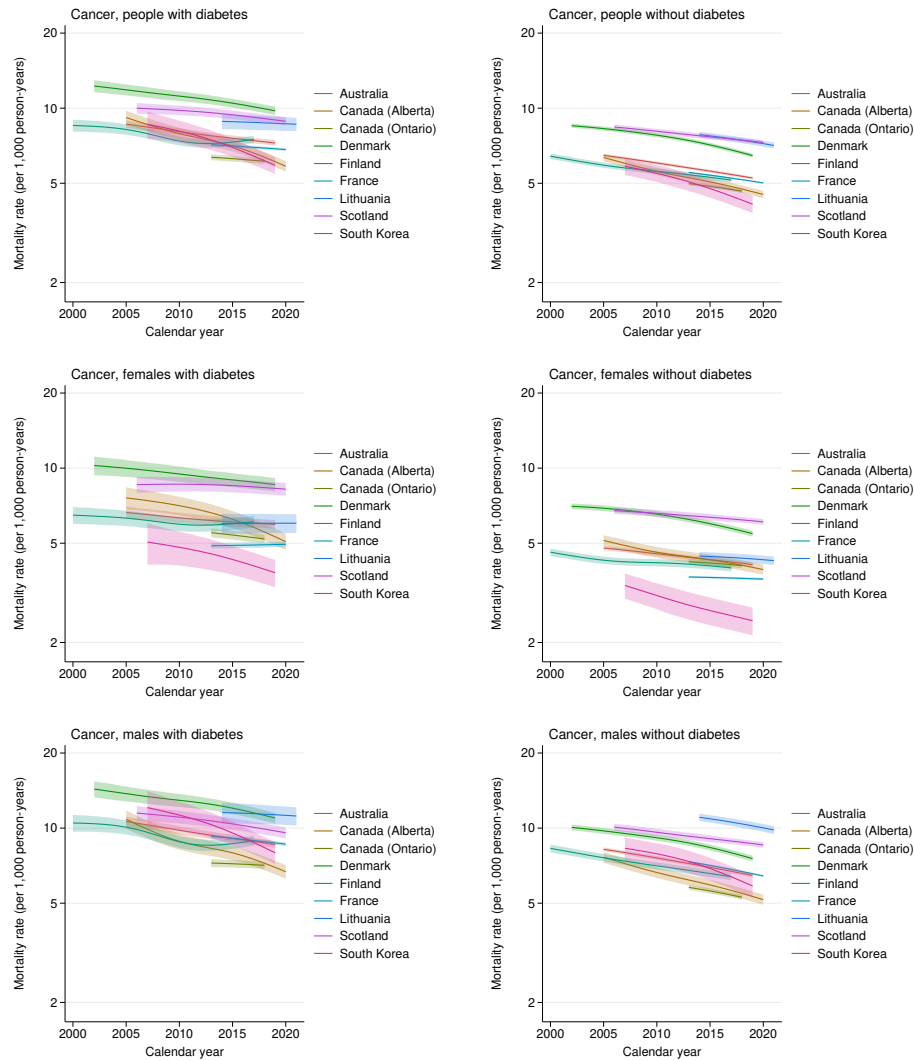 Cancer, people with diabetes
20
10
5
2
Mortality rate (per 1,000 person-years)
2000 2005 2010 2015 2020
Calendar year
Australia
Canada (Alberta)
Canada (Ontario)
Denmark
Finland
France
Lithuania
Scotland
South Korea
Cancer, people without diabetes
20
10
5
2
Mortality rate (per 1,000 person-years)
2000 2005 2010 2015 2020
Calendar year
Australia
Canada (Alberta)
Canada (Ontario)
Denmark
Finland
France
Lithuania
Scotland
South Korea
Cancer, females with diabetes
20
10
5
2
Mortality rate (per 1,000 person-years)
2000 2005 2010 2015 2020
Calendar year
Australia
Canada (Alberta)
Canada (Ontario)
Denmark
Finland
France
Lithuania
Scotland
South Korea
Cancer, females without diabetes
20
10
5
2
Mortality rate (per 1,000 person-years)
2000 2005 2010 2015 2020
Calendar year
Australia
Canada (Alberta)
Canada (Ontario)
Denmark
Finland
France
Lithuania
Scotland
South Korea
Cancer, males with diabetes
20
10
5
2
Mortality rate (per 1,000 person-years)
2000 2005 2010 2015 2020
Calendar year
Australia
Canada (Alberta)
Canada (Ontario)
Denmark
Finland
France
Lithuania
Scotland
South Korea
Cancer, males without diabetes
20
10
5
2
Mortality rate (per 1,000 person-years)
2000 2005 2010 2015 2020
Calendar year
Australia
Canada (Alberta)
Canada (Ontario)
Denmark
Finland
France
Lithuania
Scotland
South Korea